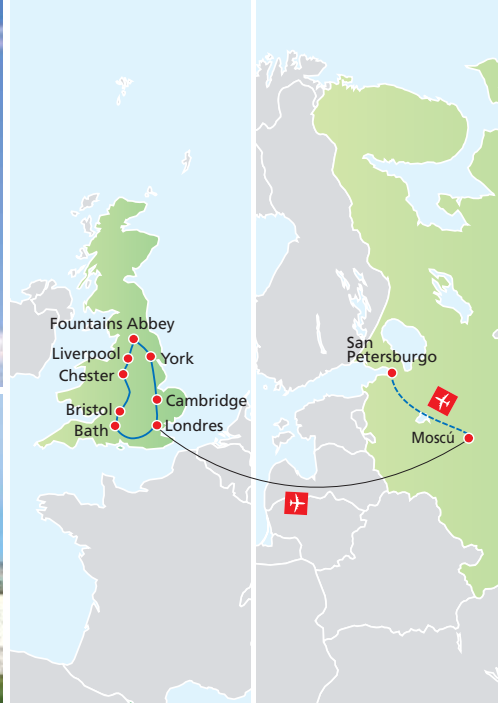 Fountains Abbey
Liverpool
York
Chester
Cambridge
Bristol
Londres
Bath
San
Petersburgo
Moscú